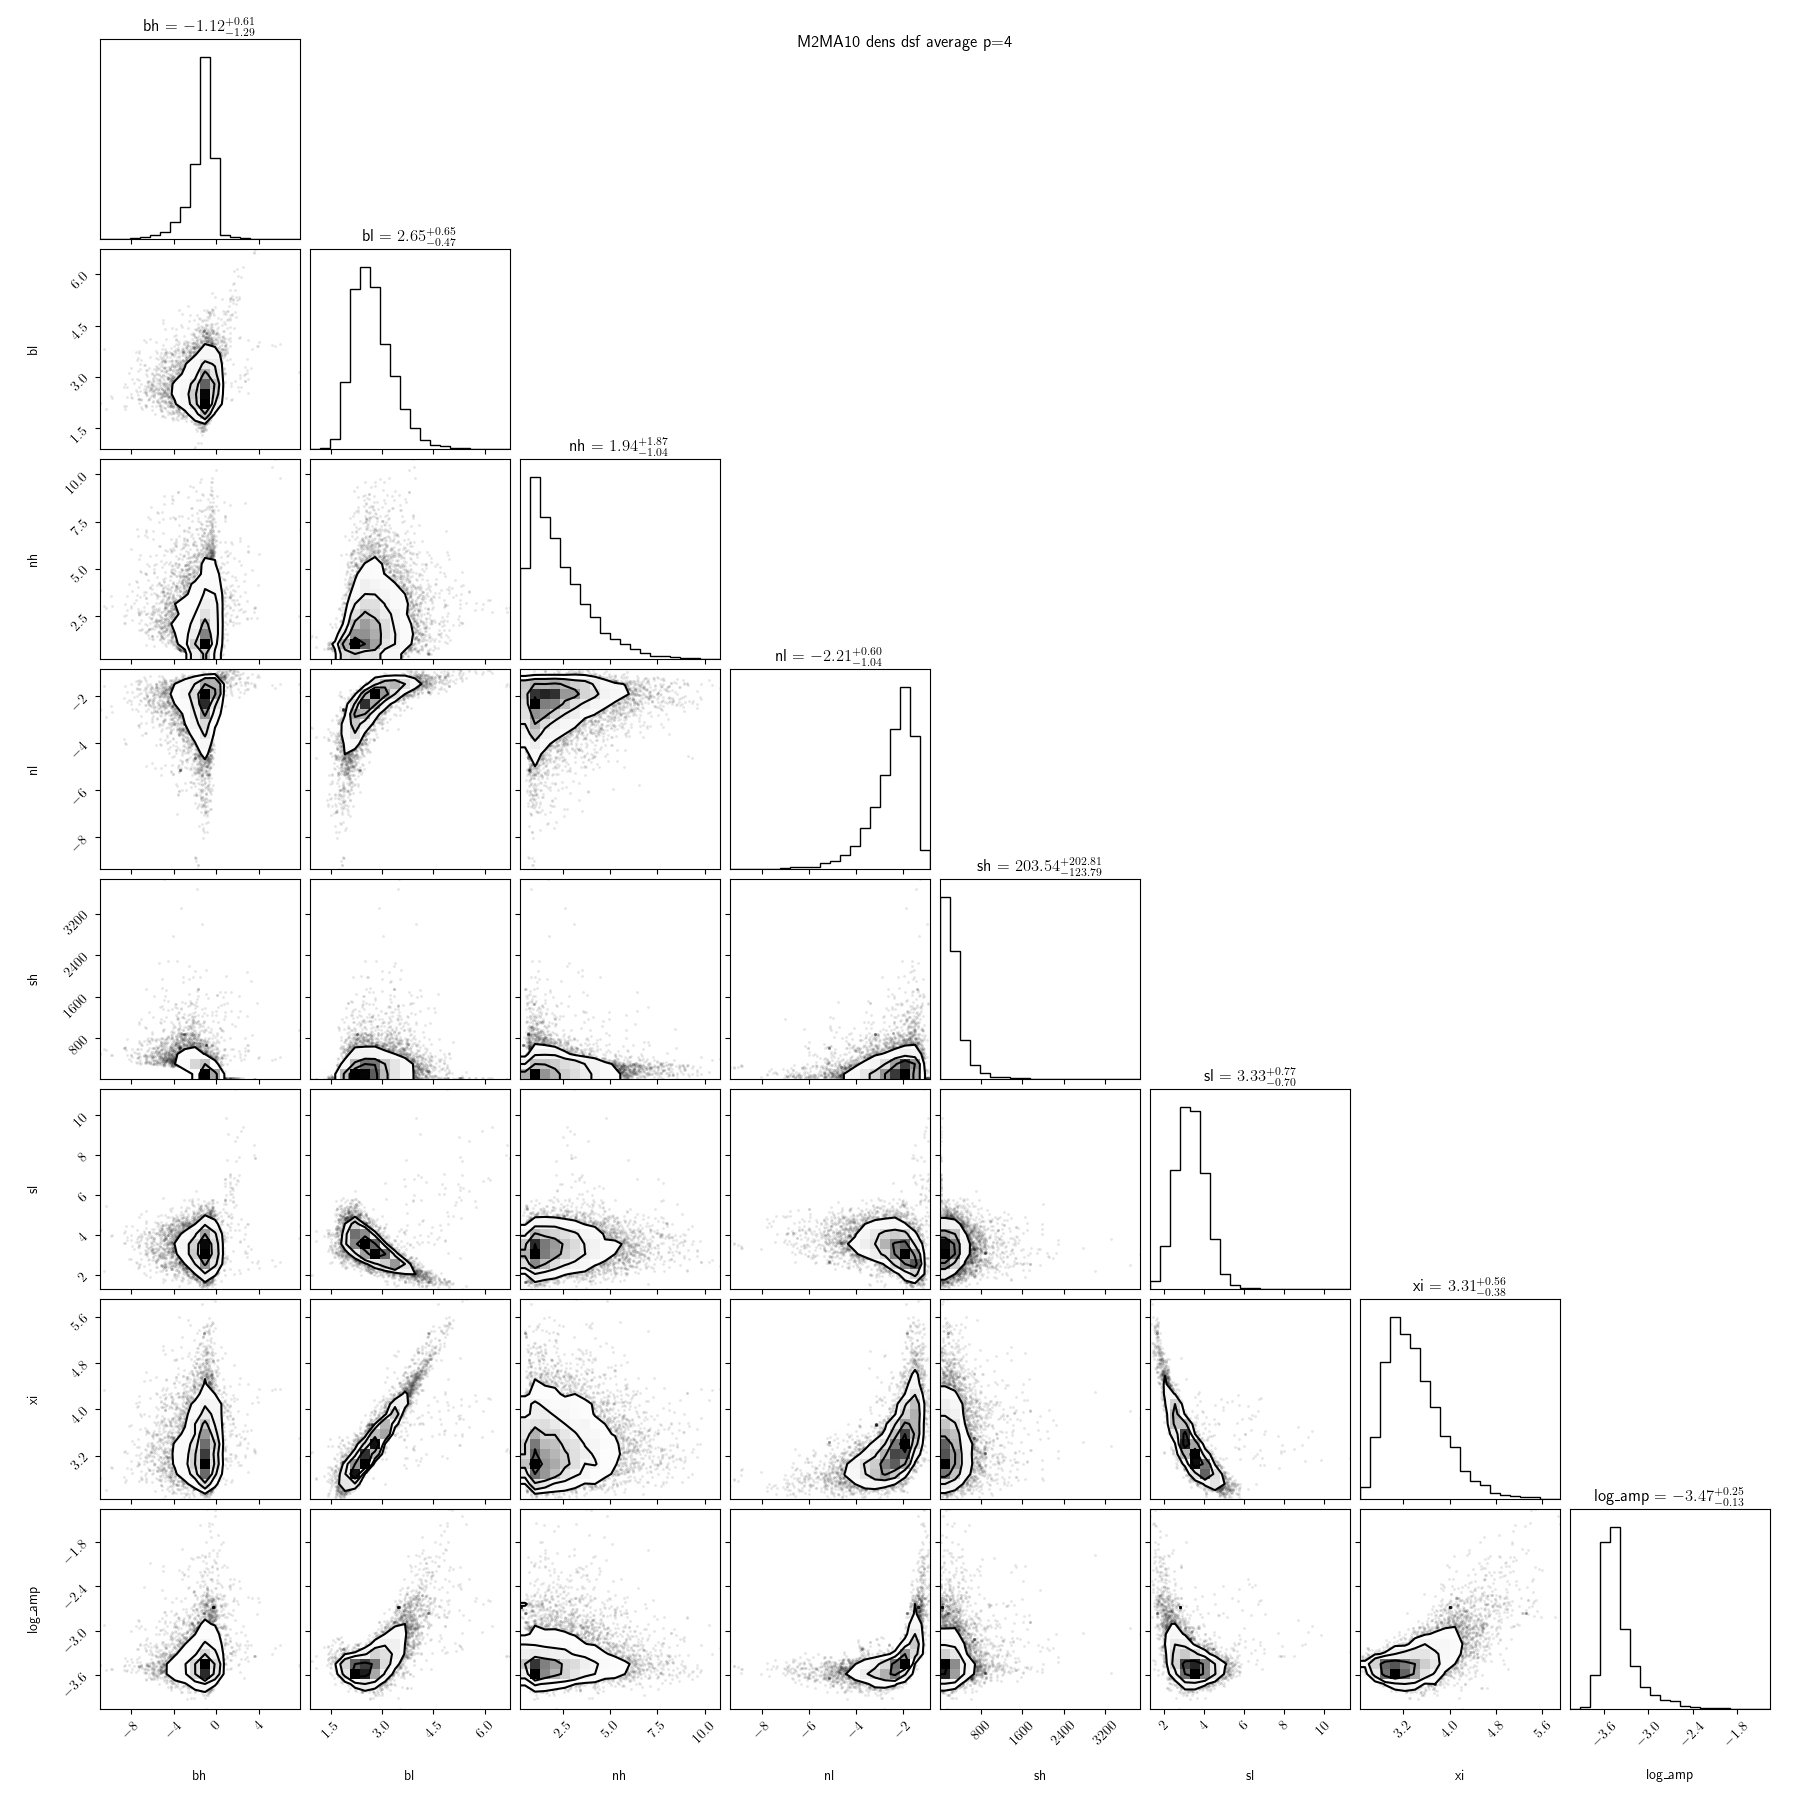 M2MA10 dens dsf average p=4
bh = −1.12+0.61−1.29
bl = 2.65+0.65−0.47
bl
6.0
4.5
3.0
1.5
nh = 1.94+1.87−1.04
nh
10.0
7.5
5.0
2.5
nl = −2.21+0.60−1.04
nl
−2
−4
−6
−8
sh = 203.54+202.81−123.79
sh
3200
2400
1600
800
sl = 3.33+0.77−0.70
sl
10
8
6
4
2
xi = 3.31+0.56−0.38
xi
5.6
4.8
4.0
3.2
log_amp = −3.47+0.25−0.13
log_amp
−1.8
−2.4
−3.0
−3.6
−8 −4 0 4 1.5 3.0 4.5 6.0 2.5 5.0 7.5 10.0 −8 −6 −4 −2 800 1600 2400 3200 2 4 6 8 10 3.2 4.0 4.8 5.6 −3.6 −3.0 −2.4 −1.8
bh bl nh nl sh sl xi log_amp